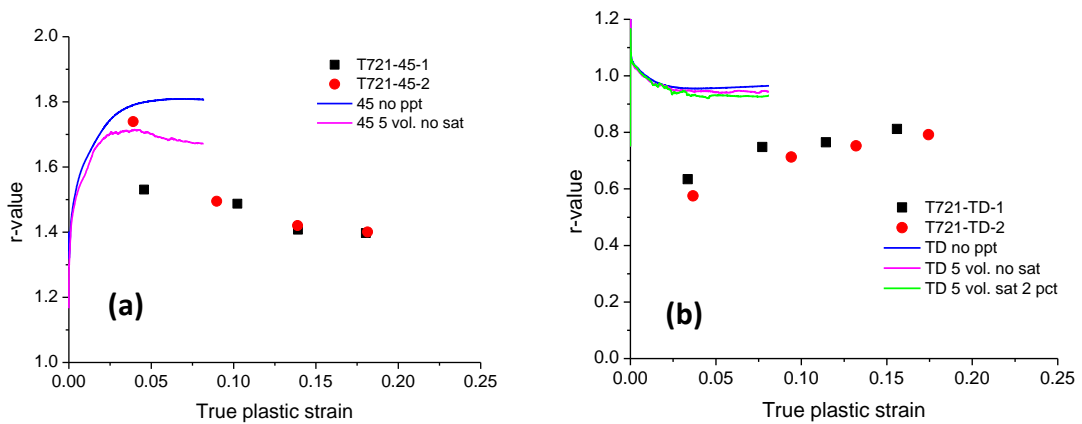 (a)
2.0
1.8
1.6
1.4
1.2
1.0
r-value
T721-45-1
T721-45-2
45 no ppt
45 5 vol. no sat
0.00 0.05 0.10 0.15 0.20 0.25
True plastic strain
(b)
1.2
1.0
0.8
0.6
0.4
0.2
0.0
r-value
T721-TD-1
T721-TD-2
TD no ppt
TD 5 vol. no sat
TD 5 vol. sat 2 pct
0.00 0.05 0.10 0.15 0.20 0.25
True plastic strain